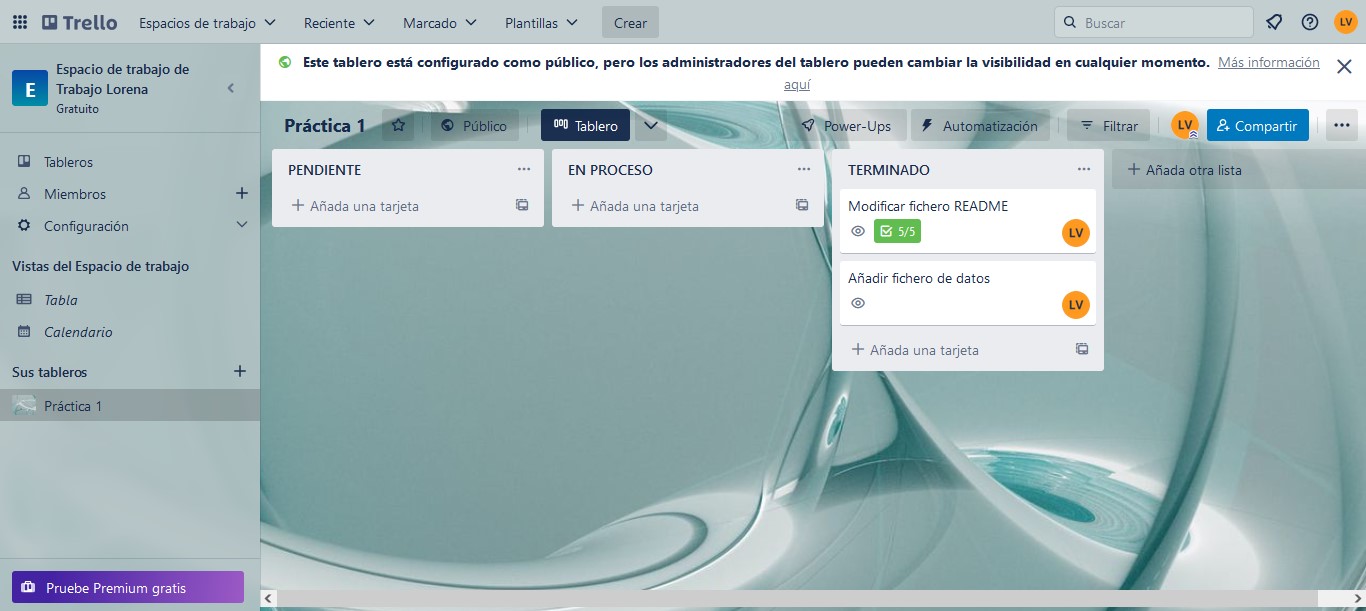 Trello
Espacios de trabajo
Reciente
Marcado
Plantillas
Crear
Buscar
LV
E
Espacio de trabajo de
Trabajo Lorena
Gratuito
Este tablero está configurado como público, pero los administradores del tablero pueden cambiar la visibilidad en cualquier momento. Más información
aquí
Práctica 1
Público
Tablero
Power-Ups
Automatización
Filtrar
LV
Compartir
Tableros
Miembros
Configuración
Vistas del Espacio de trabajo
Tabla
Calendario
Sus tableros
Práctica 1
Pruebe Premium gratis
PENDIENTE
Añada una tarjeta
EN PROCESO
Añada una tarjeta
TERMINADO
Modificar fichero README
5/5
LV
Añadir fichero de datos
LV
Añada una tarjeta
Añada otra lista